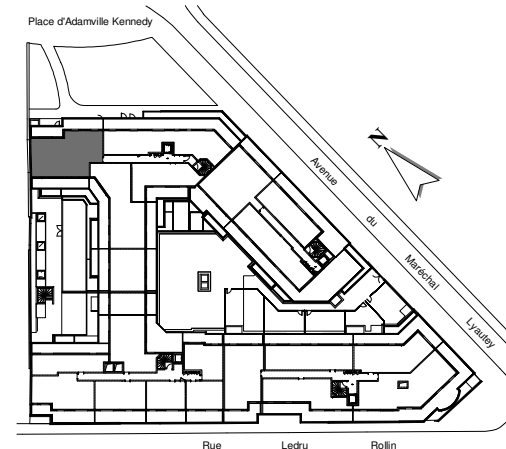 Place d'Adamville Kennedy
N
Avenue du Maréchal Lyautey
Rue Ledru Rollin